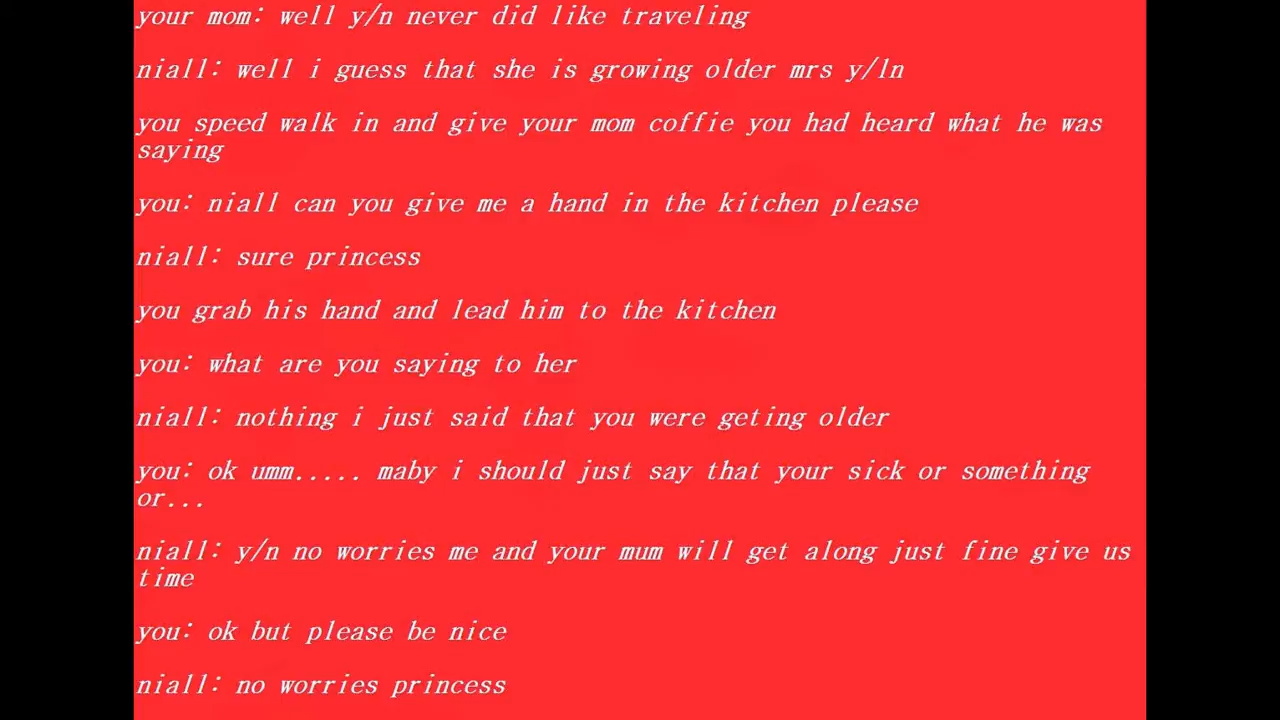 your mom: well y/n never did like traveling
niall: well i guess that she is growing older mrs y/ln
you speed walk in and give your mom coffie you had heard what he was
saying
you: niall can you give me a hand in the kitchen please
niall: sure princess
you grab his hand and lead him to the kitchen
you: what are you saying to her
niall: nothing i just said that you were geting older
you: ok umm..... maby i should just say that your sick or something
or...
niall: y/n no worries me and your mum will get along just fine give us
time
you: ok but please be nice
niall: no worries princess